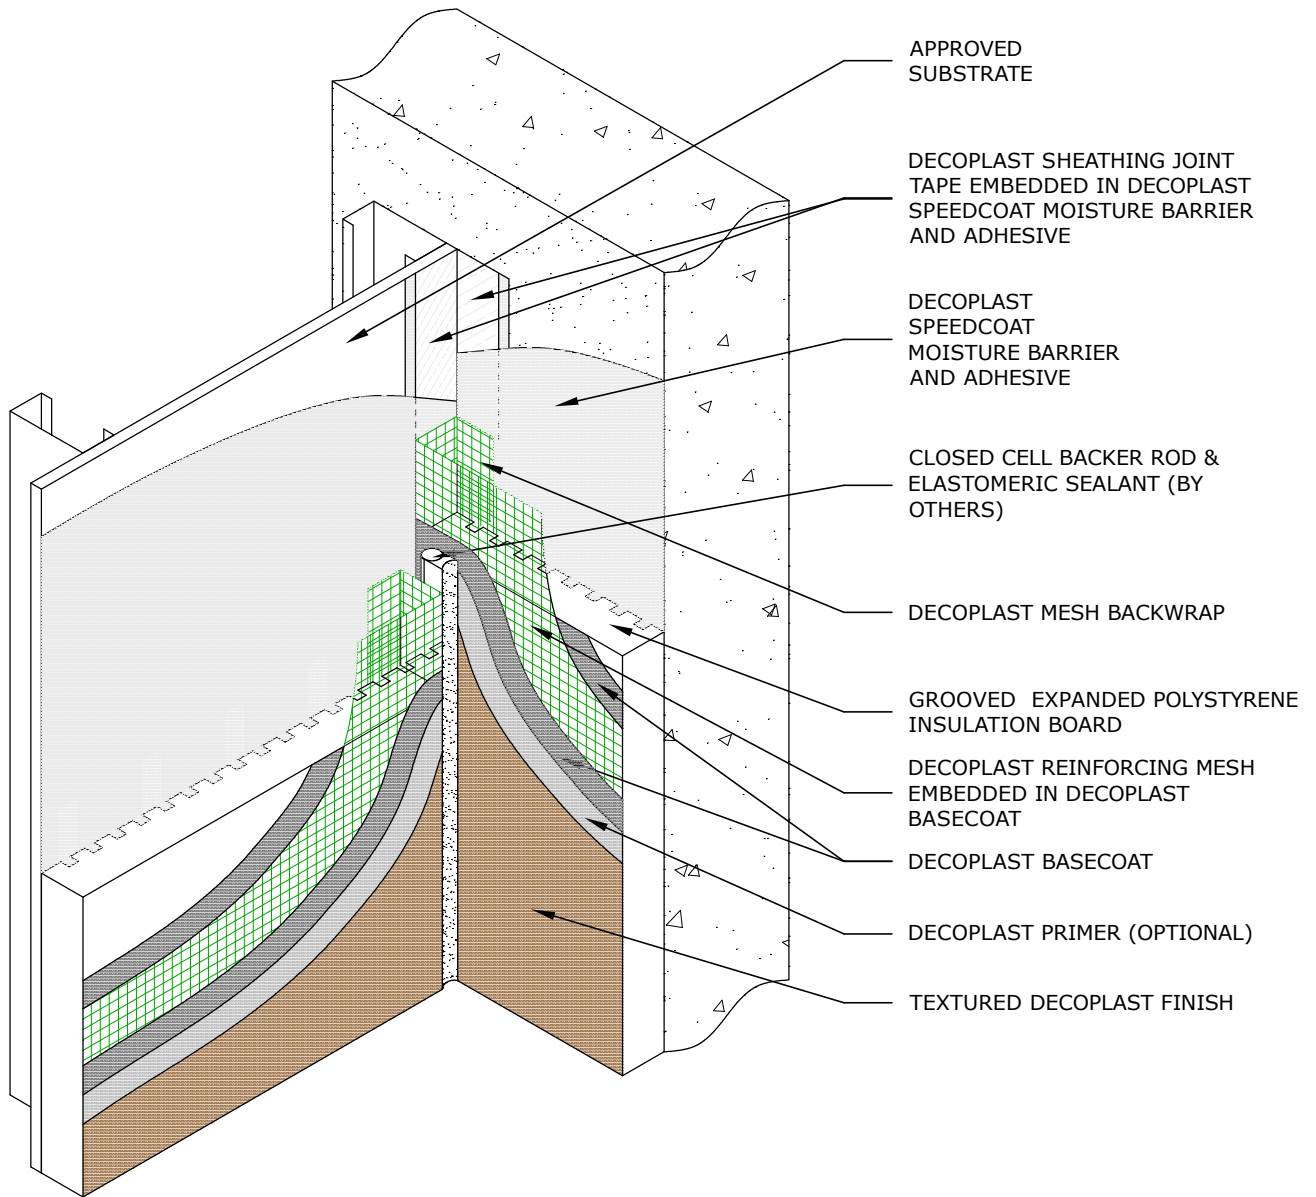 APPROVED
SUBSTRATE
DECOPLAST SHEATHING JOINT
TAPE EMBEDDED IN DECOPLAST
SPEEDCOAT MOISTURE BARRIER
AND ADHESIVE
DECOPLAST
SPEEDCOAT
MOISTURE BARRIER
AND ADHESIVE
CLOSED CELL BACKER ROD &
ELASTOMERIC SEALANT (BY
OTHERS)
DECOPLAST MESH BACKWRAP
GROOVED  EXPANDED POLYSTYRENE
INSULATION BOARD
DECOPLAST REINFORCING MESH
EMBEDDED IN DECOPLAST
BASECOAT
DECOPLAST BASECOAT
DECOPLAST PRIMER (OPTIONAL)
TEXTURED DECOPLAST FINISH